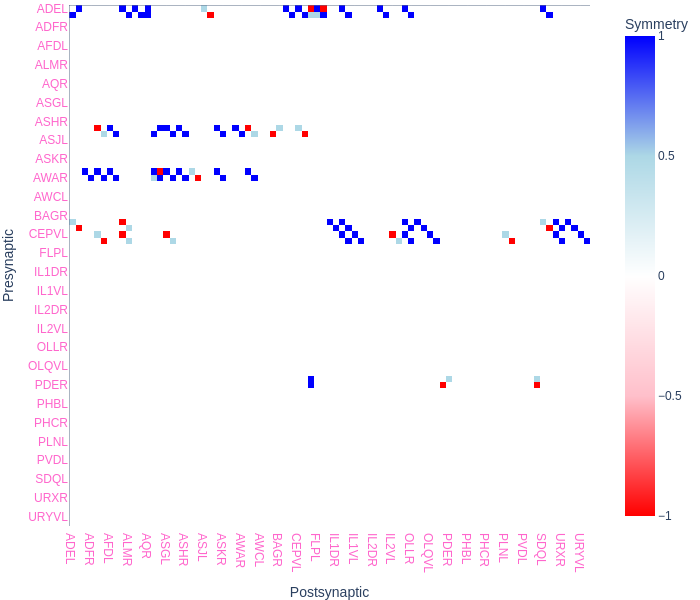 Symmetry
1
0.5
0
−0.5
−1
Presynaptic
ADEL
ADFR
AFDL
ALMR
AQR
ASGL
ASHR
ASJL
ASKR
AWAR
AWCL
BAGR
CEPVL
FLPL
IL1DR
IL1VL
IL2DR
IL2VL
OLLR
OLQVL
PDER
PHBL
PHCR
PLNL
PVDL
SDQL
URXR
URYVL
ADEL ADFR AFDL ALMR AQR ASGL ASHR ASJL ASKR AWAR AWCL BAGR CEPVL FLPL IL1DR IL1VL IL2DR IL2VL OLLR OLQVL PDER PHBL PHCR PLNL PVDL SDQL URXR URYVL
Postsynaptic